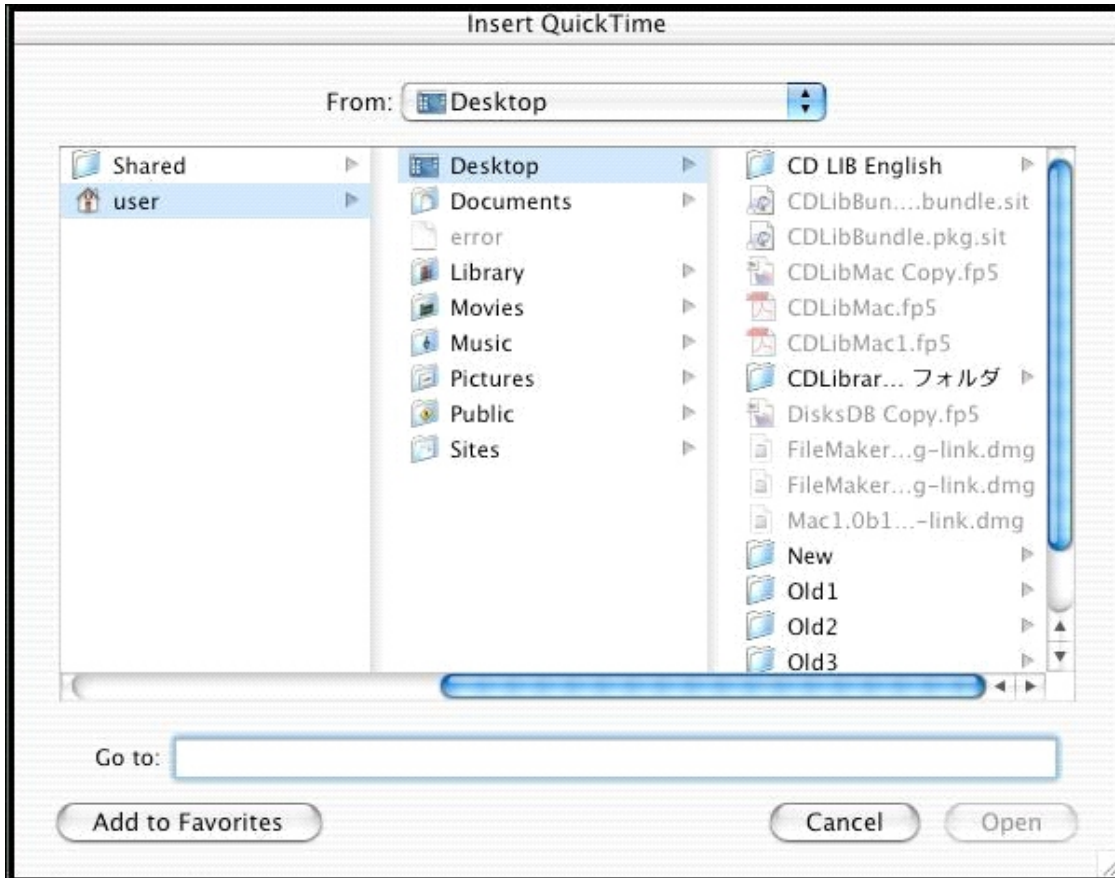 Insert QuickTime
From: Desktop
Shared
user
Desktop
Documents
error
Library
Movies
Music
Pictures
Public
Sites
CD LIB English
CDLibBun....bundle.sit
CDLibBundle.pkg.sit
CDLibMac Copy.fp5
CDLibMac.fp5
CDLibMac1.fp5
CDLibrar... フォルダ
DisksDB Copy.fp5
FileMaker...g-link.dmg
FileMaker...g-link.dmg
Mac1.0b1...-link.dmg
New
Old1
Old2
Old3
Go to:
Add to Favorites
Cancel
Open